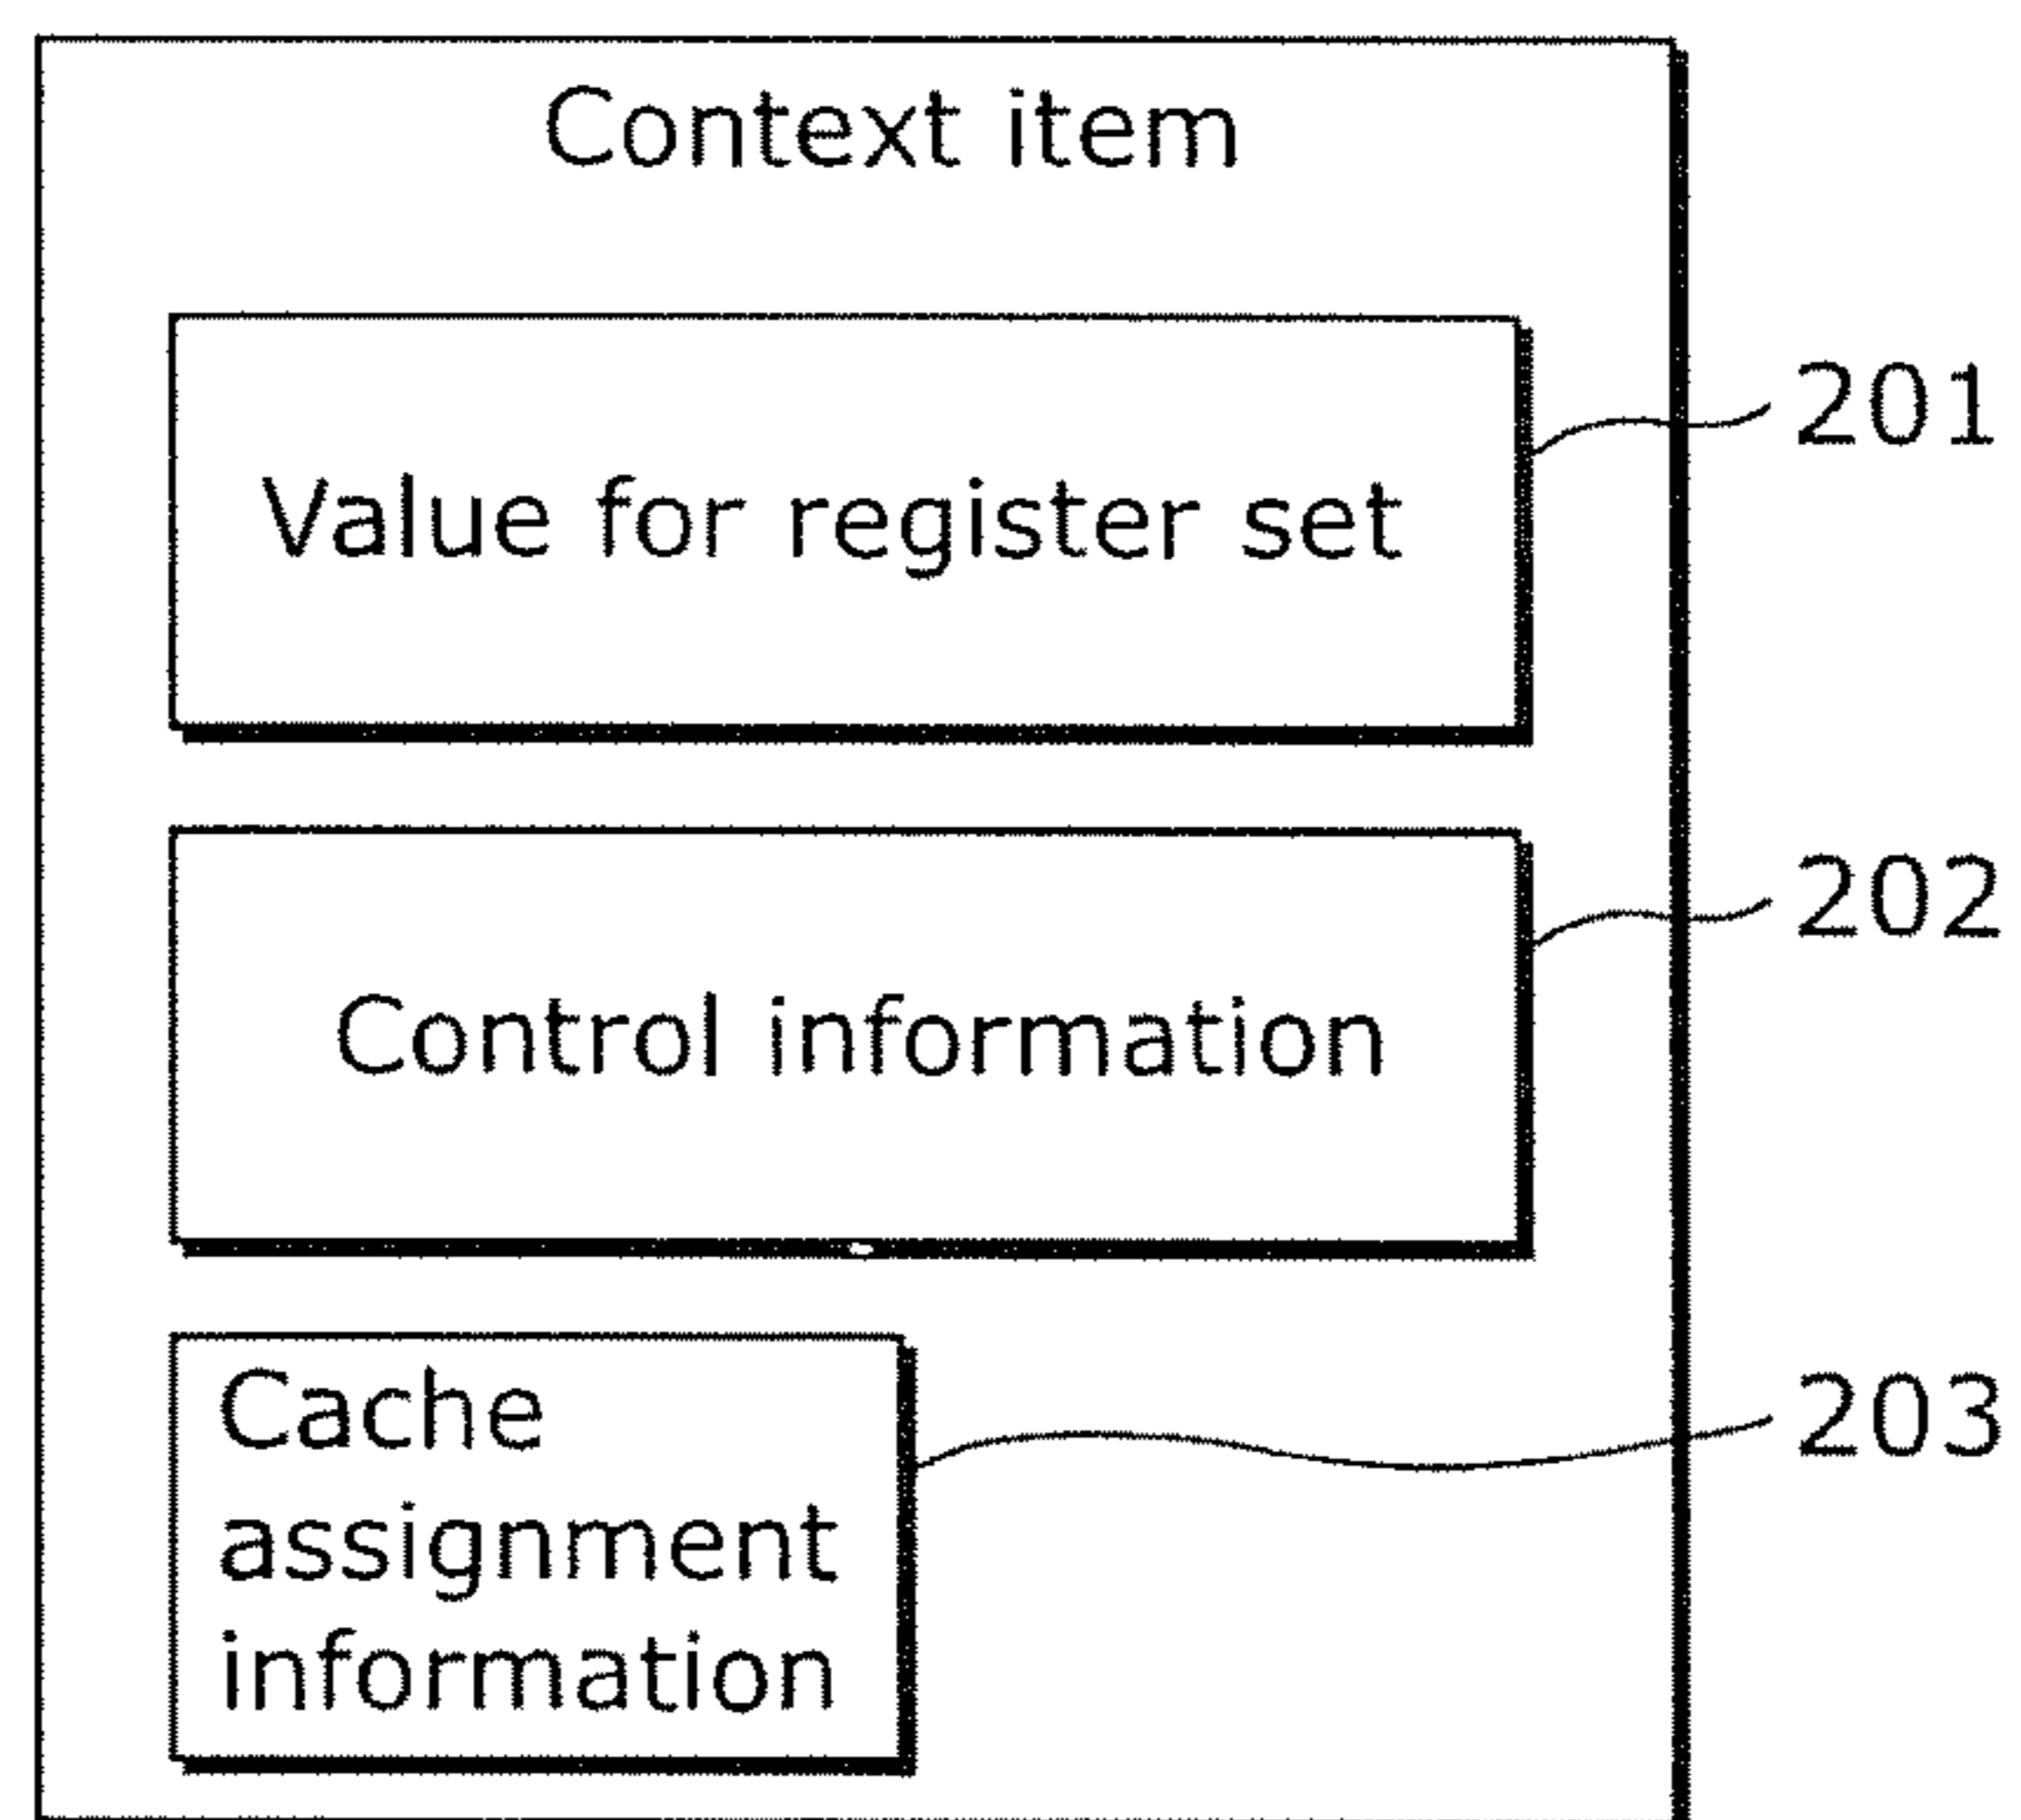 Context item
201
Value for register set
202
Control information
203
Cache
assignment
information